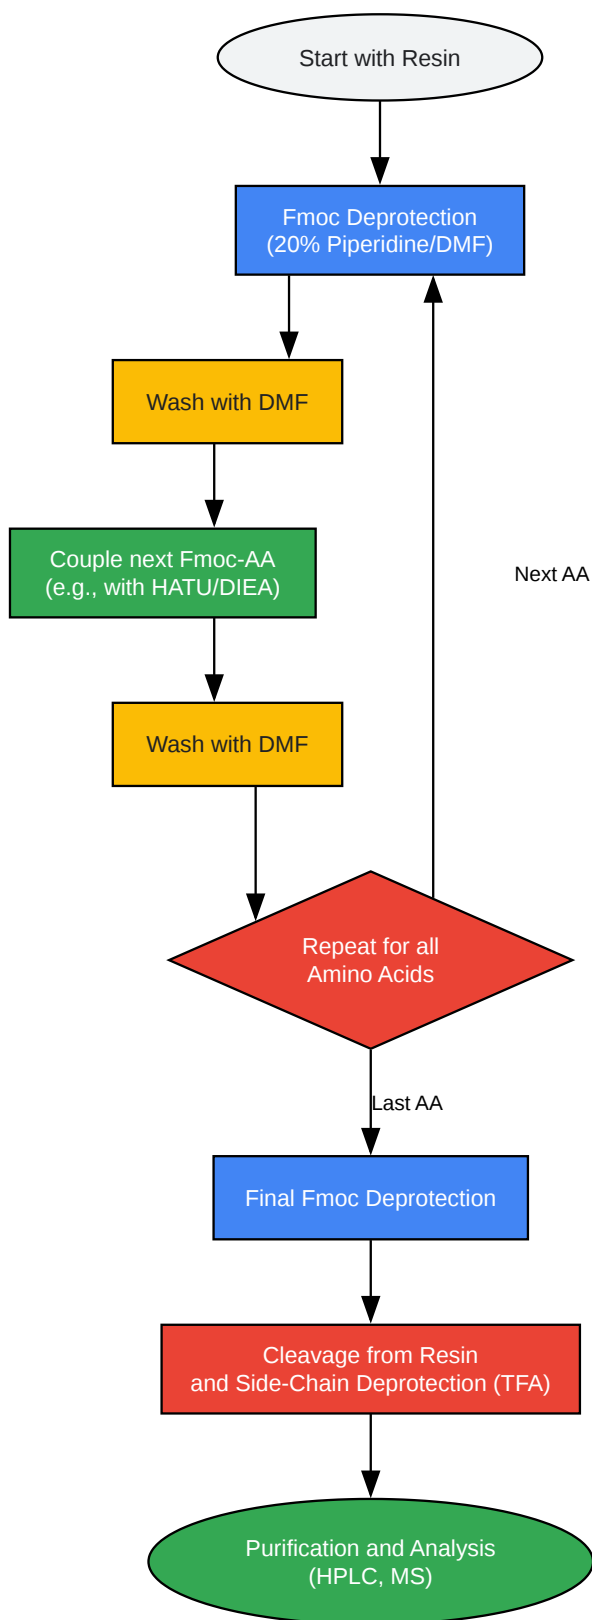 Start with Resin
Fmoc Deprotection
(20% Piperidine/DMF)
Wash with DMF
Couple next Fmoc-AA
(e.g., with HATU/DIEA)
Next AA
Wash with DMF
Repeat for all
Amino Acids
Last AA
Final Fmoc Deprotection
Cleavage from Resin
and Side-Chain Deprotection (TFA)
Purification and Analysis
(HPLC, MS)